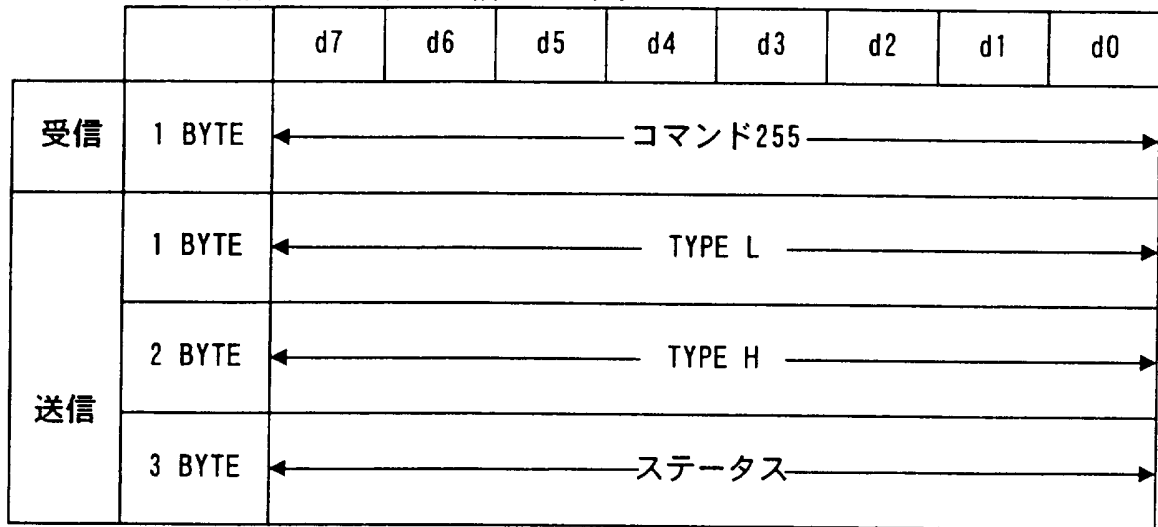 d7 d6 d5 d4 d3 d2 d1 d0
受信 1 BYTE コマンド255
1 BYTE TYPE L
2 BYTE TYPE H
送信
3 BYTE ステータス